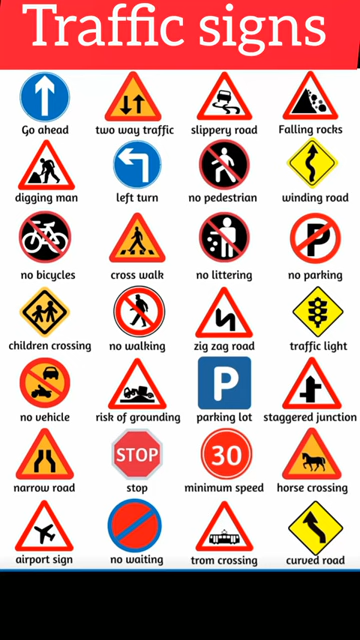 Traffic signs
Go ahead
two way traffic
slippery road
Falling rocks
digging man
left turn
no pedestrian
winding road
P
no bicycles
cross walk
no littering
no parking
children crossing
no walking
zig zag road
traffic light
P
no vehicle
risk of grounding
parking lot
staggered junction
STOP
30
narrow road
stop
minimum speed
horse crossing
airport sign
no waiting
trom crossing
curved road